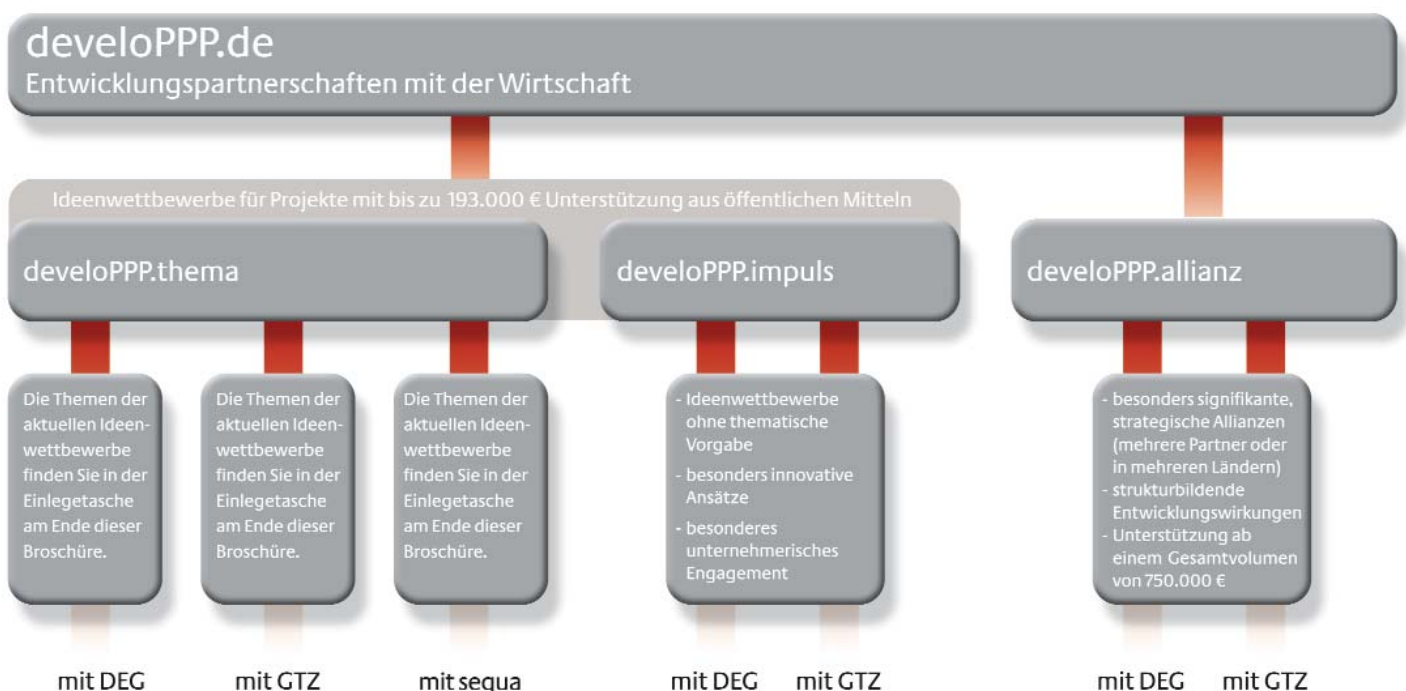 develoPPP.de
Entwicklungspartnerschaften mit der Wirtschaft
Ideenwettbewerbe für Projekte mit bis zu 193.000 € Unterstützung aus öffentlichen Mitteln
develoPPP.thema
develoPPP.impuls
develoPPP.allianz
Die Themen der
aktuellen Ideen-
wettbewerbe
finden Sie in der
Einlegetasche
am Ende dieser
Broschüre.
Die Themen der
aktuellen Ideen-
wettbewerbe
finden Sie in der
Einlegetasche
am Ende dieser
Broschüre.
Die Themen der
aktuellen Ideen-
wettbewerbe
finden Sie in der
Einlegetasche
am Ende dieser
Broschüre.
- Ideenwettbewerbe
ohne thematische
Vorgabe
- besonders innovative
Ansätze
- besonderes
unternehmerisches
Engagement
- besonders signifikante,
strategische Allianzen
(mehrere Partner oder
in mehreren Ländern)
- strukturbildende
Entwicklungswirkungen
- Unterstützung ab
einem Gesamtvolumen
von 750.000 €
mit DEG
mit GTZ
mit sequa
mit DEG
mit GTZ
mit DEG
mit GTZ